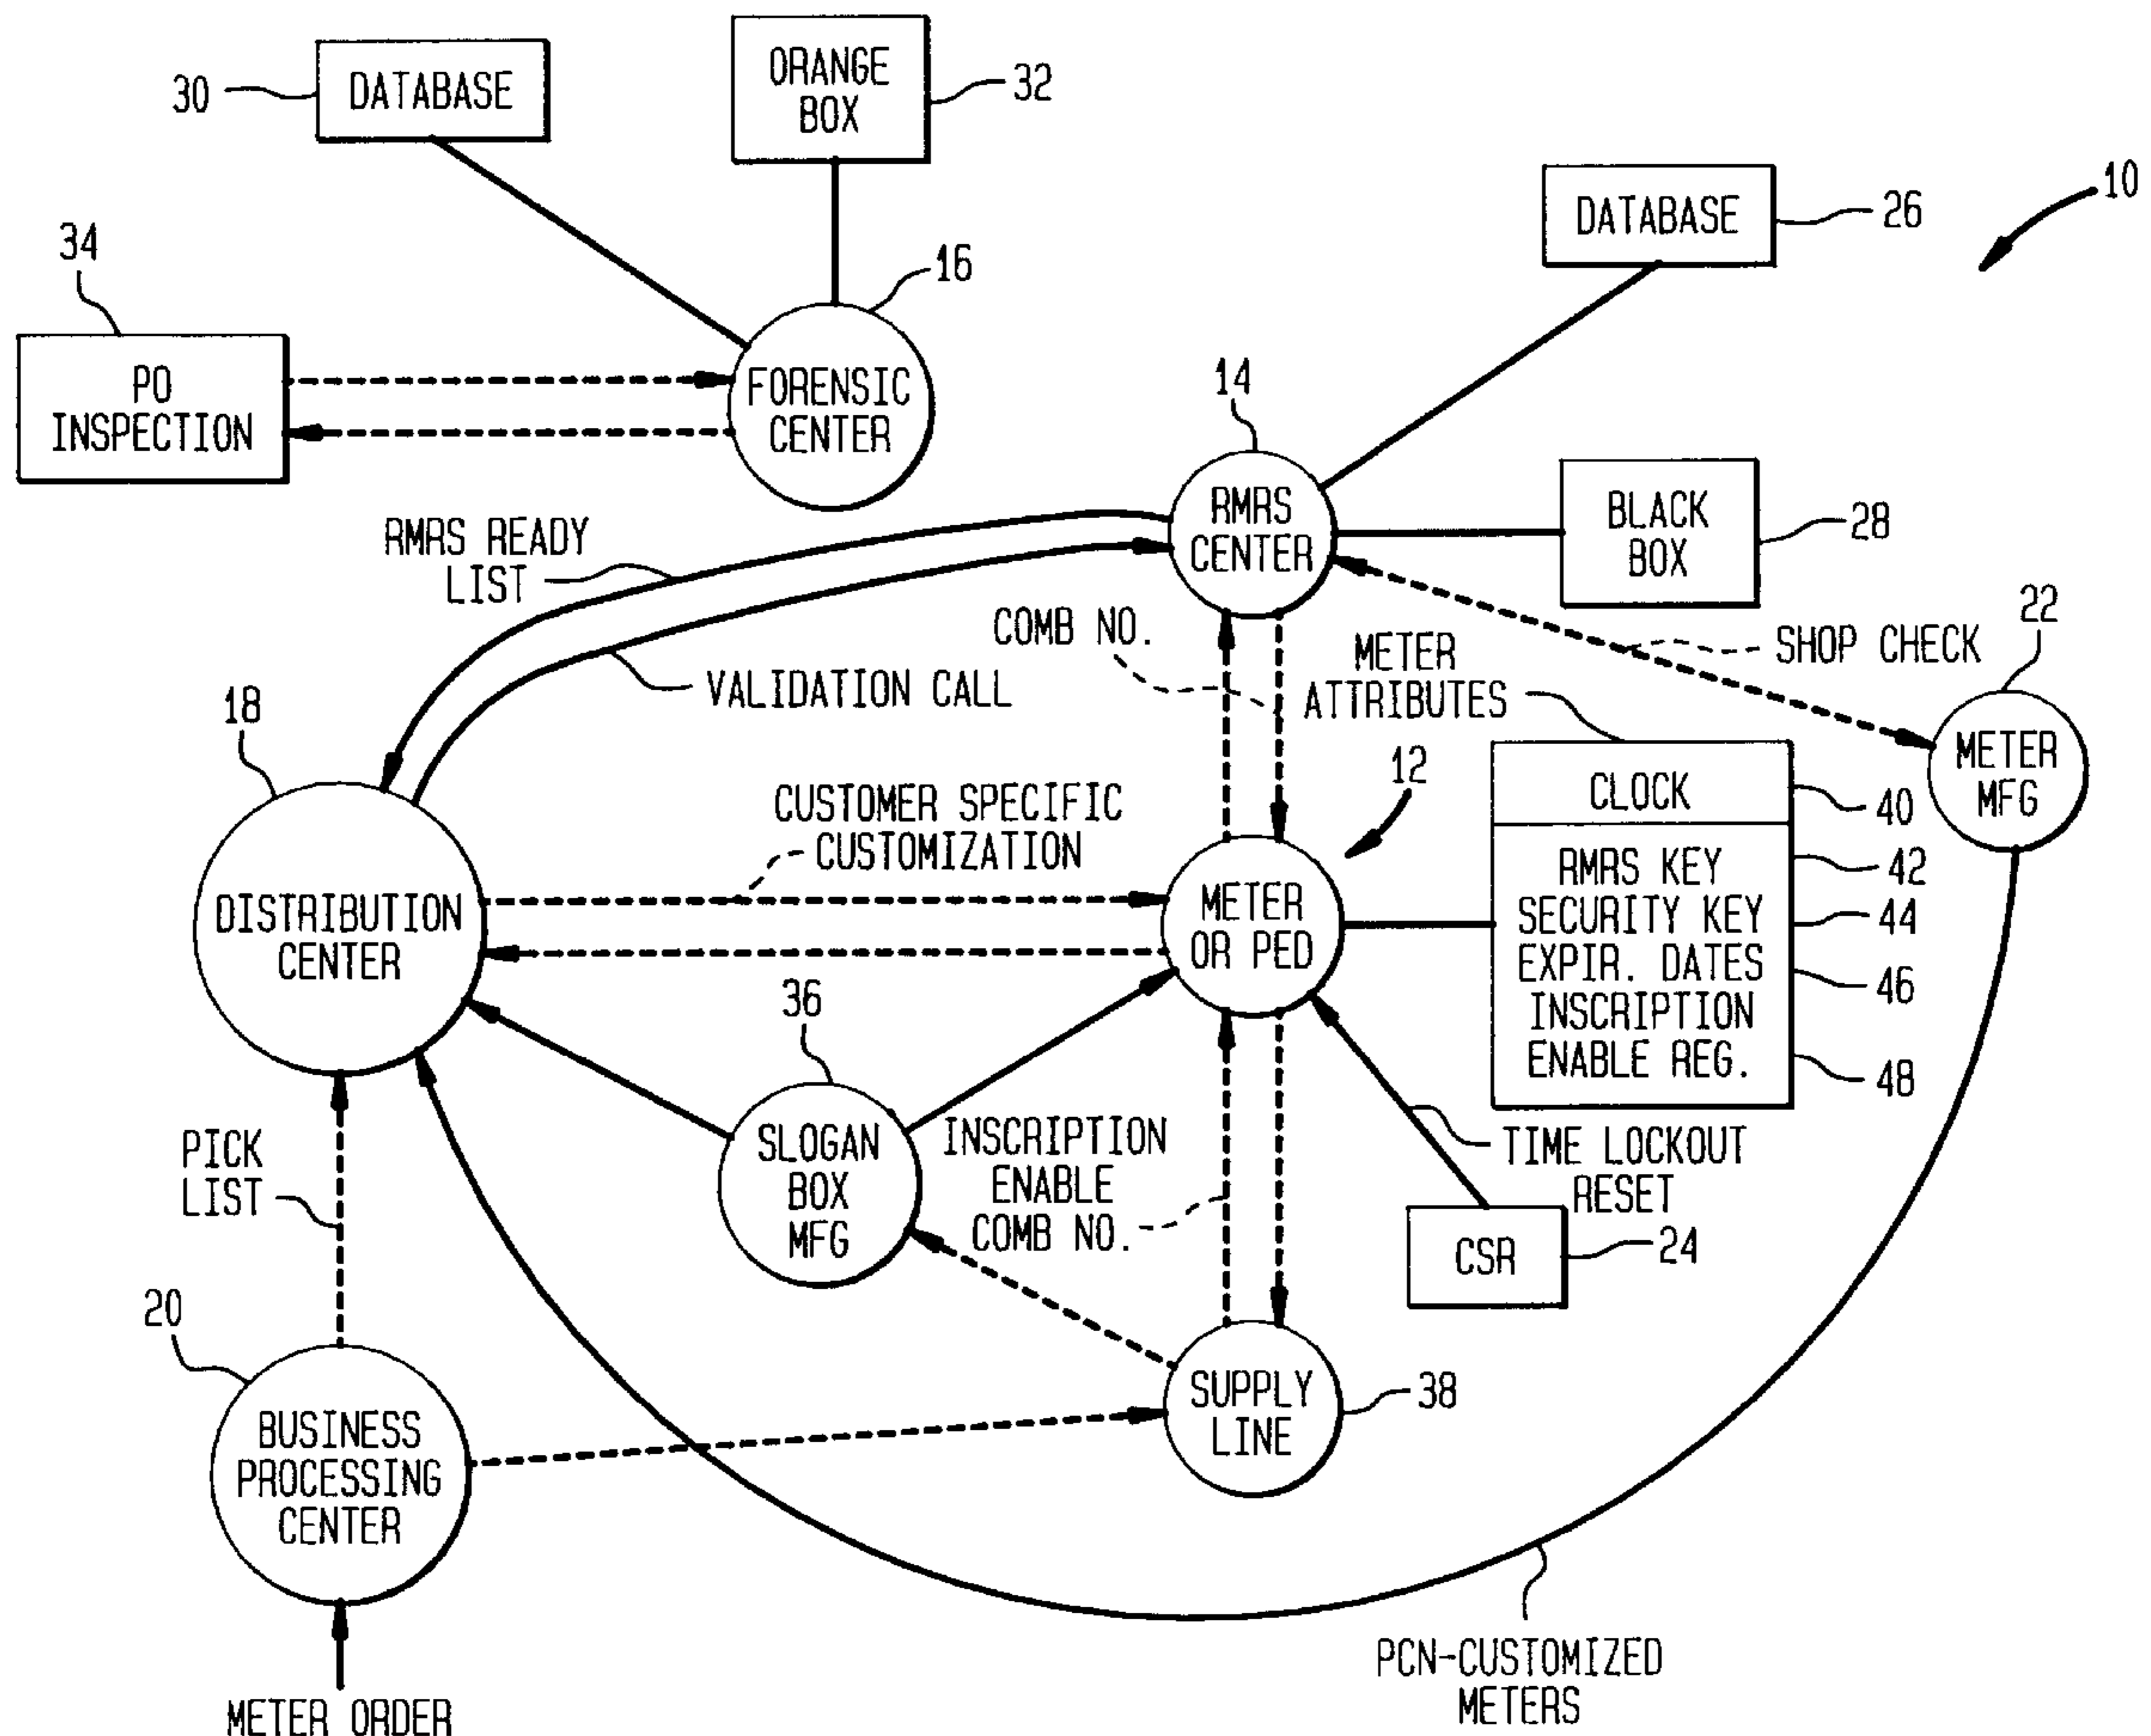 30
DATABASE
ORANGE
BOX
32
DATABASE
26
10
34
PO
INSPECTION
16
FORENSIC
CENTER
14
RMRS
CENTER
BLACK
BOX
28
RMRS READY
LIST
COMB NO.
VALIDATION CALL
METER
ATTRIBUTES
SHOP CHECK
22
METER
MFG
18
DISTRIBUTION
CENTER
CUSTOMER SPECIFIC
CUSTOMIZATION
12
METER
OR PED
CLOCK
40
RMRS KEY
42
SECURITY KEY
44
EXPIR. DATES
46
INSCRIPTION
ENABLE REG.
48
36
SLOGAN
BOX
MFG
INSCRIPTION
ENABLE
COMB NO.
TIME LOCKOUT
RESET
CSR
24
PICK
LIST
20
BUSINESS
PROCESSING
CENTER
SUPPLY
LINE
38
METER ORDER
PCN-CUSTOMIZED
METERS